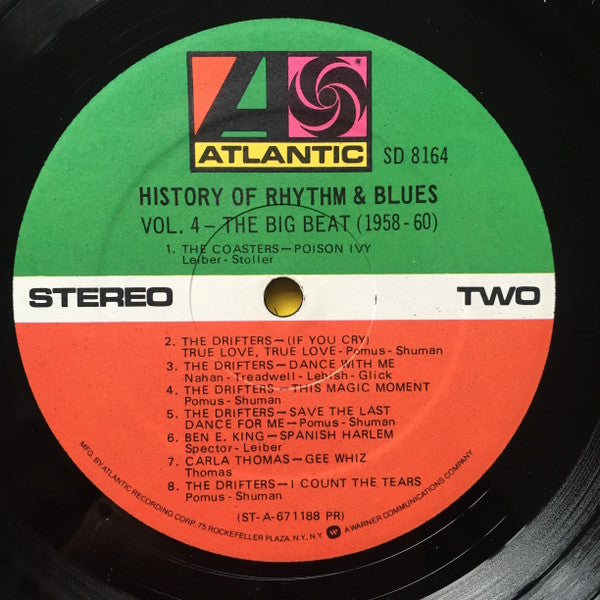 ATLANTIC
SD 8164
HISTORY OF RHYTHM & BLUES
VOL. 4 – THE BIG BEAT (1958 - 60)
1. THE COASTERS — POISON IVY
Leiber - Stoller
STEREO TWO
2. THE DRIFTERS — (IF YOU CRY)
TRUE LOVE, TRUE LOVE - Pomus - Shuman
3. THE DRIFTERS — DANCE WITH ME
Nahan - Treadwell - Lebish - Glick
4. THE DRIFTERS — THIS MAGIC MOMENT
Pomus - Shuman
5. THE DRIFTERS — SAVE THE LAST
DANCE FOR ME — Pomus - Shuman
6. BEN E. KING — SPANISH HARLEM
Spector - Leiber
7. CARLA THOMAS — GEE WHIZ
Thomas
8. THE DRIFTERS — I COUNT THE TEARS
Pomus - Shuman
(ST-A-671188 PR)
MFG. BY ATLANTIC RECORDING CORP. 75 ROCKEFELLER PLAZA, N.Y., N.Y. A WARNER COMMUNICATIONS COMPANY